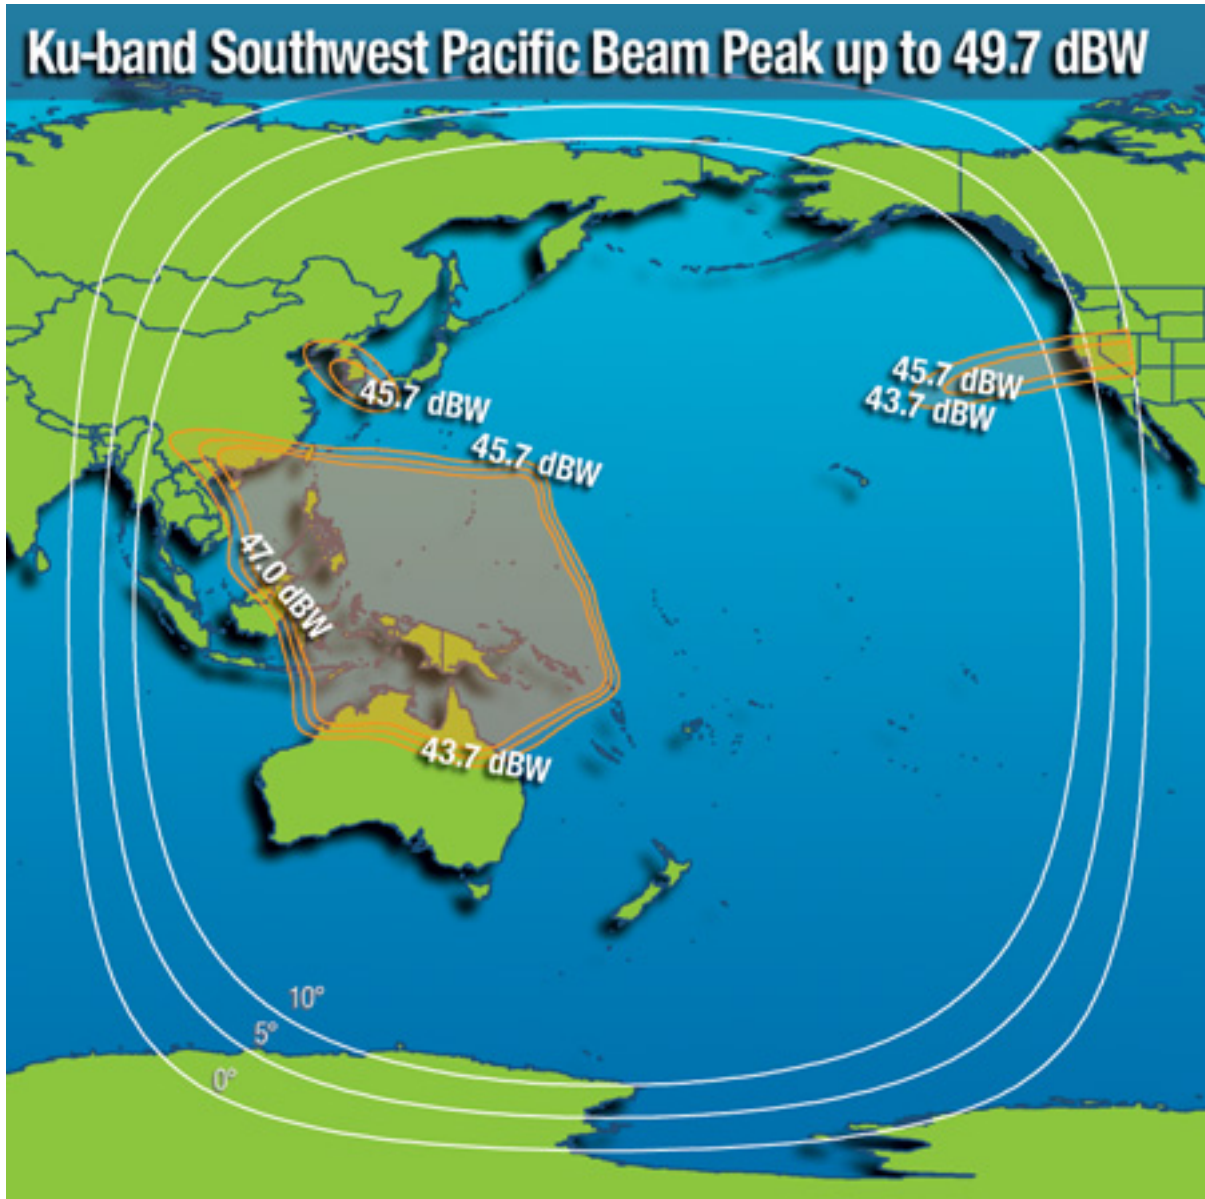 Ku-band Southwest Pacific Beam Peak up to 49.7 dBW
45.7 dBW
43.7 dBW
45.7 dBW
45.7 dBW
47.0 dBW
43.7 dBW
10°
5°
0°